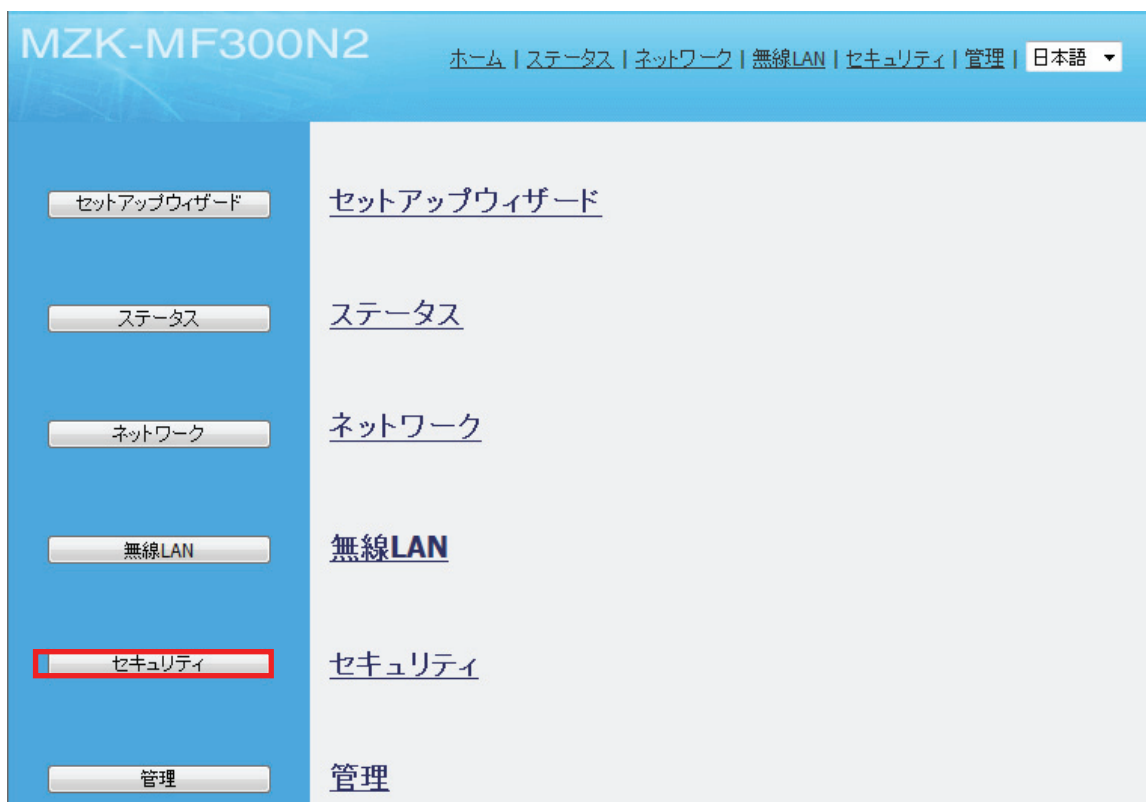 MZK-MF300N2
ホーム | ステータス | ネットワーク | 無線LAN | セキュリティ | 管理 | 日本語
セットアップウィザード セットアップウィザード
ステータス ステータス
ネットワーク ネットワーク
無線LAN 無線LAN
セキュリティ セキュリティ
管理 管理